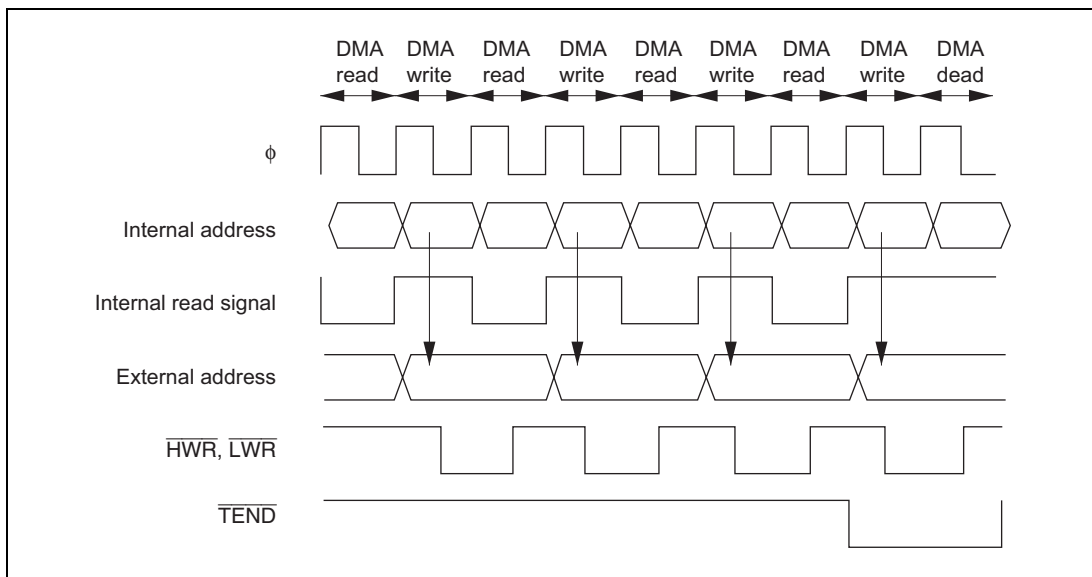 DMA DMA DMA DMA DMA DMA DMA DMA DMA
read write read write read write read write dead
ϕ
Internal address
Internal read signal
External address
HWR, LWR
TEND